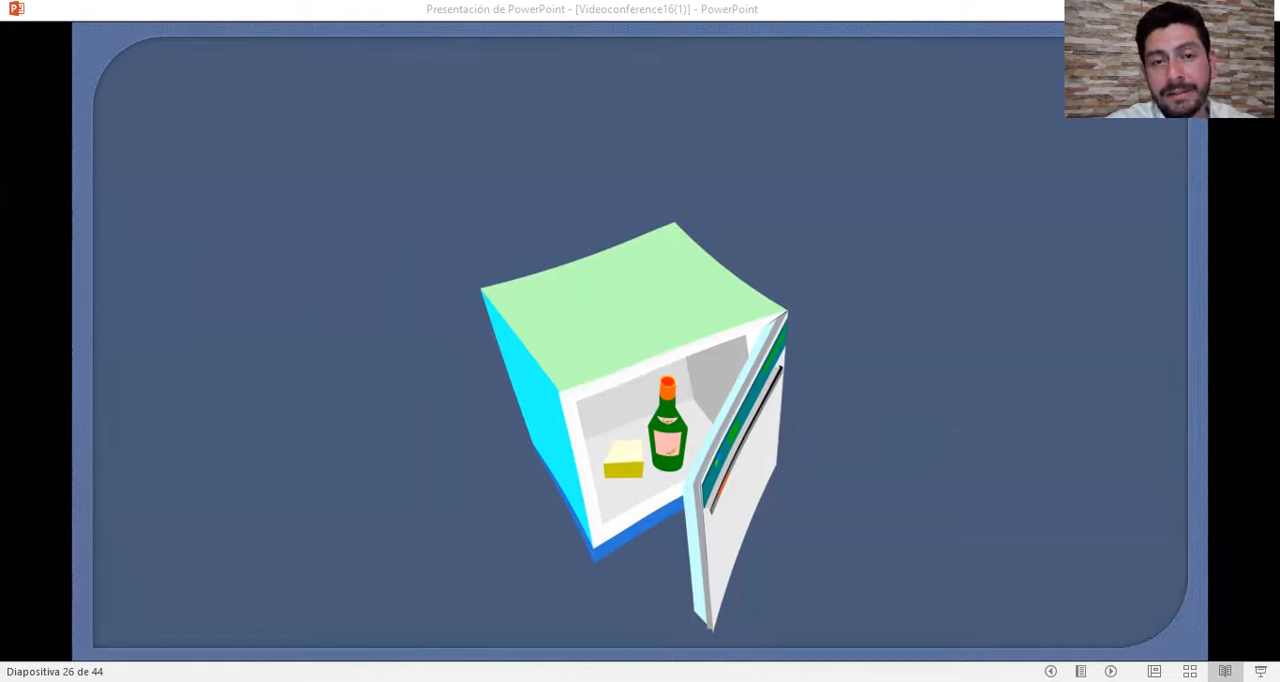 Presentación de PowerPoint - [Videoconference16(1)] - PowerPoint
Diapositiva 26 de 44